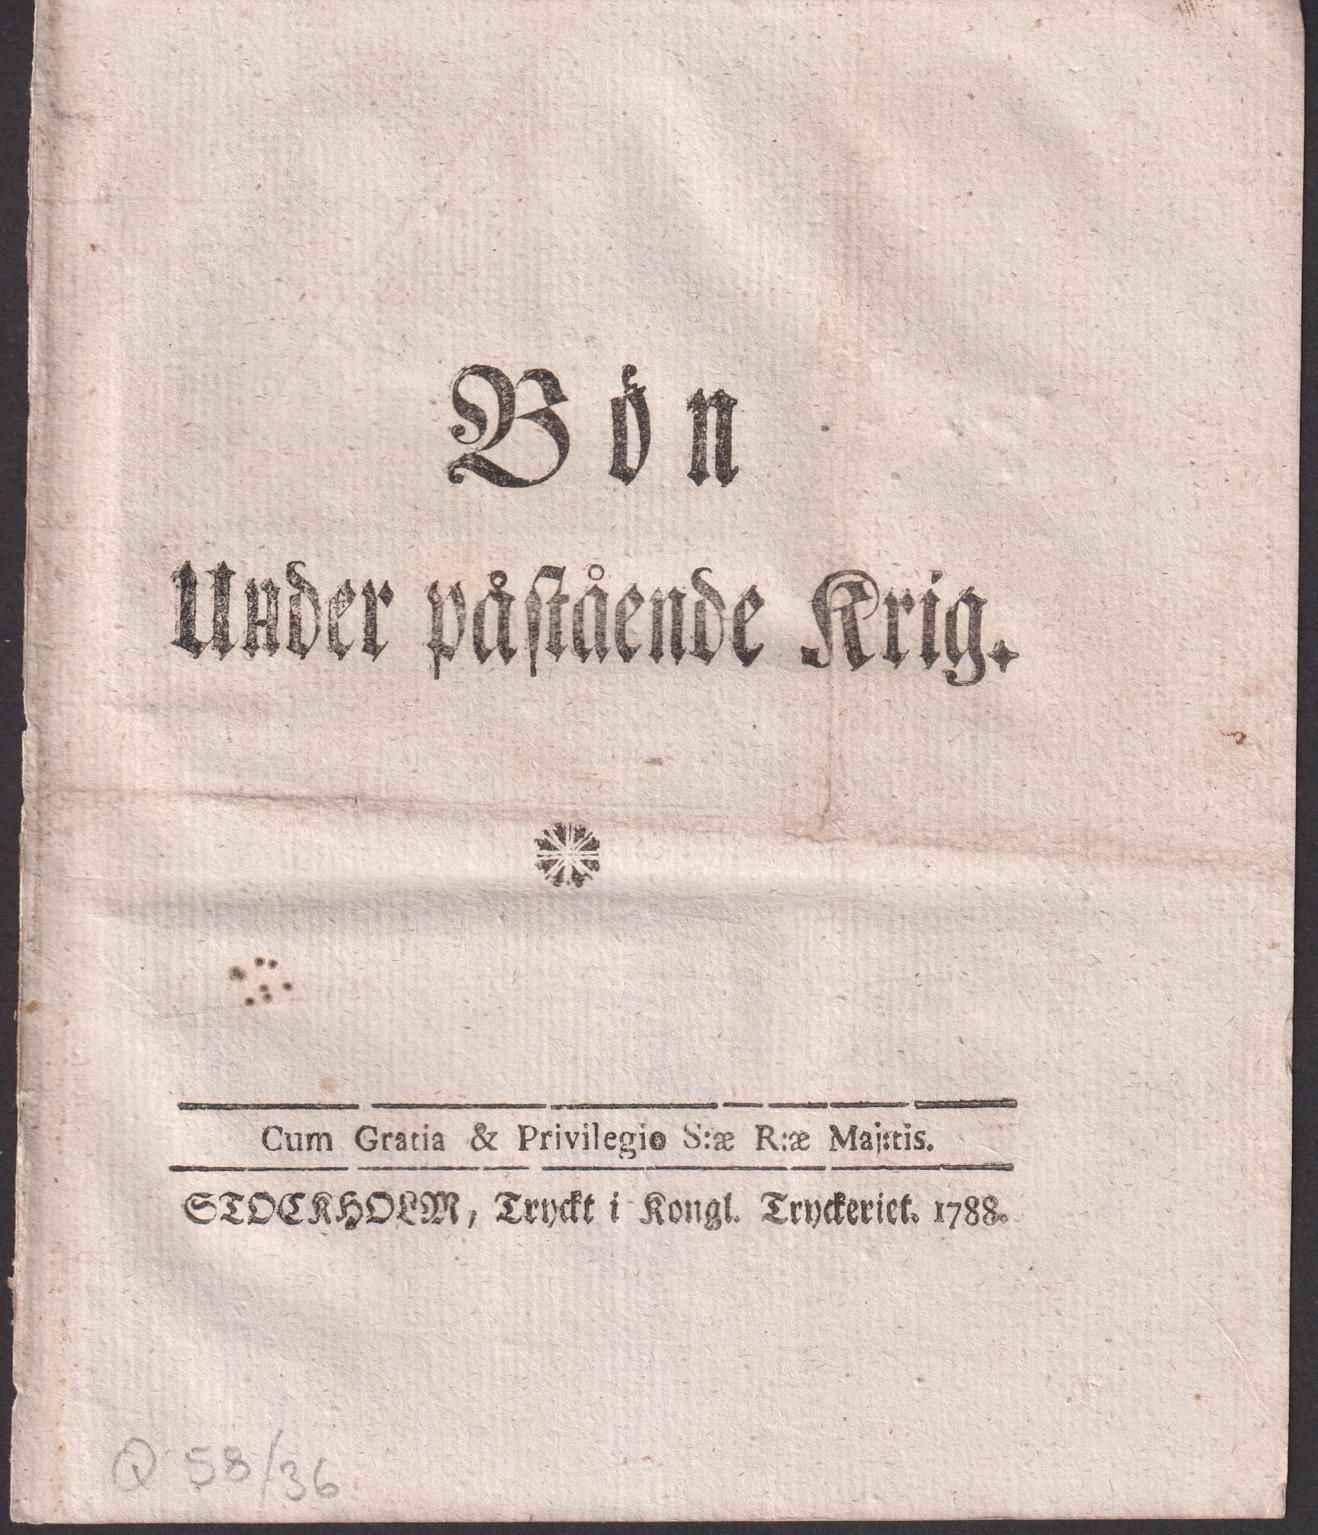 Bön
Under påstående Krig.
Cum Gratia & Privilegio S:æ R:æ Maj:tis.
STOCKHOLM, Tryckt i Kongl. Tryckeriet. 1788.
Q 58/36